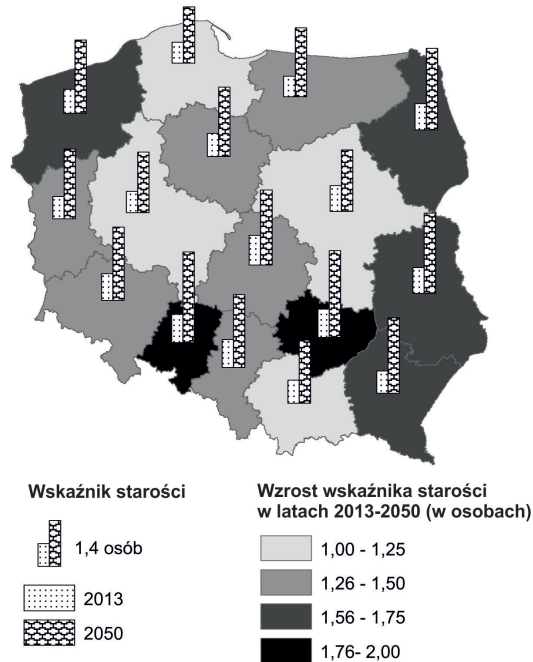 Wskaźnik starości
1,4 osób
2013
2050
Wzrost wskaźnika starości
w latach 2013-2050 (w osobach)
1,00 - 1,25
1,26 - 1,50
1,56 - 1,75
1,76- 2,00